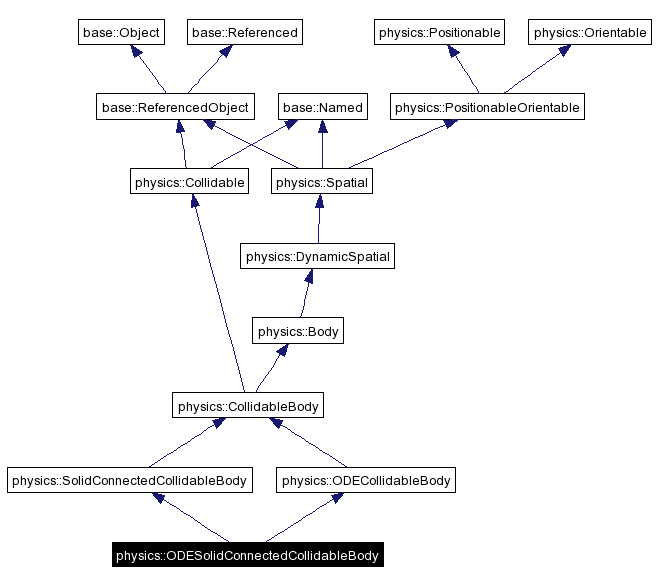 base::Object
base::Referenced
physics::Positionable
physics::Orientable
base::ReferencedObject
base::Named
physics::PositionableOrientable
physics::Collidable
physics::Spatial
physics::DynamicSpatial
physics::Body
physics::CollidableBody
physics::SolidConnectedCollidableBody
physics::ODECollidableBody
physics::ODESolidConnectedCollidableBody